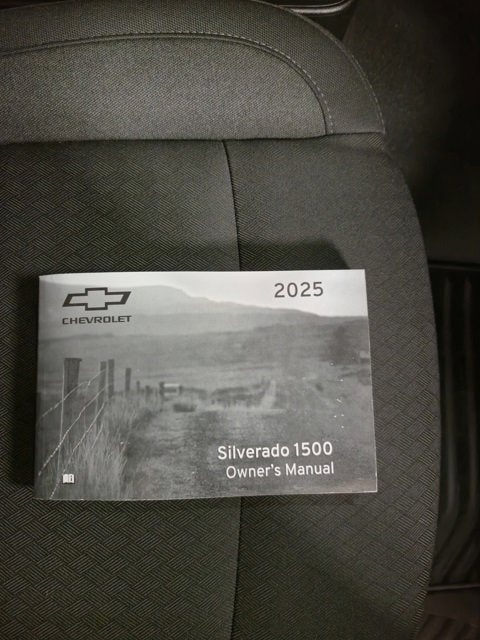 2025
CHEVROLET
Silverado 1500
Owner's Manual